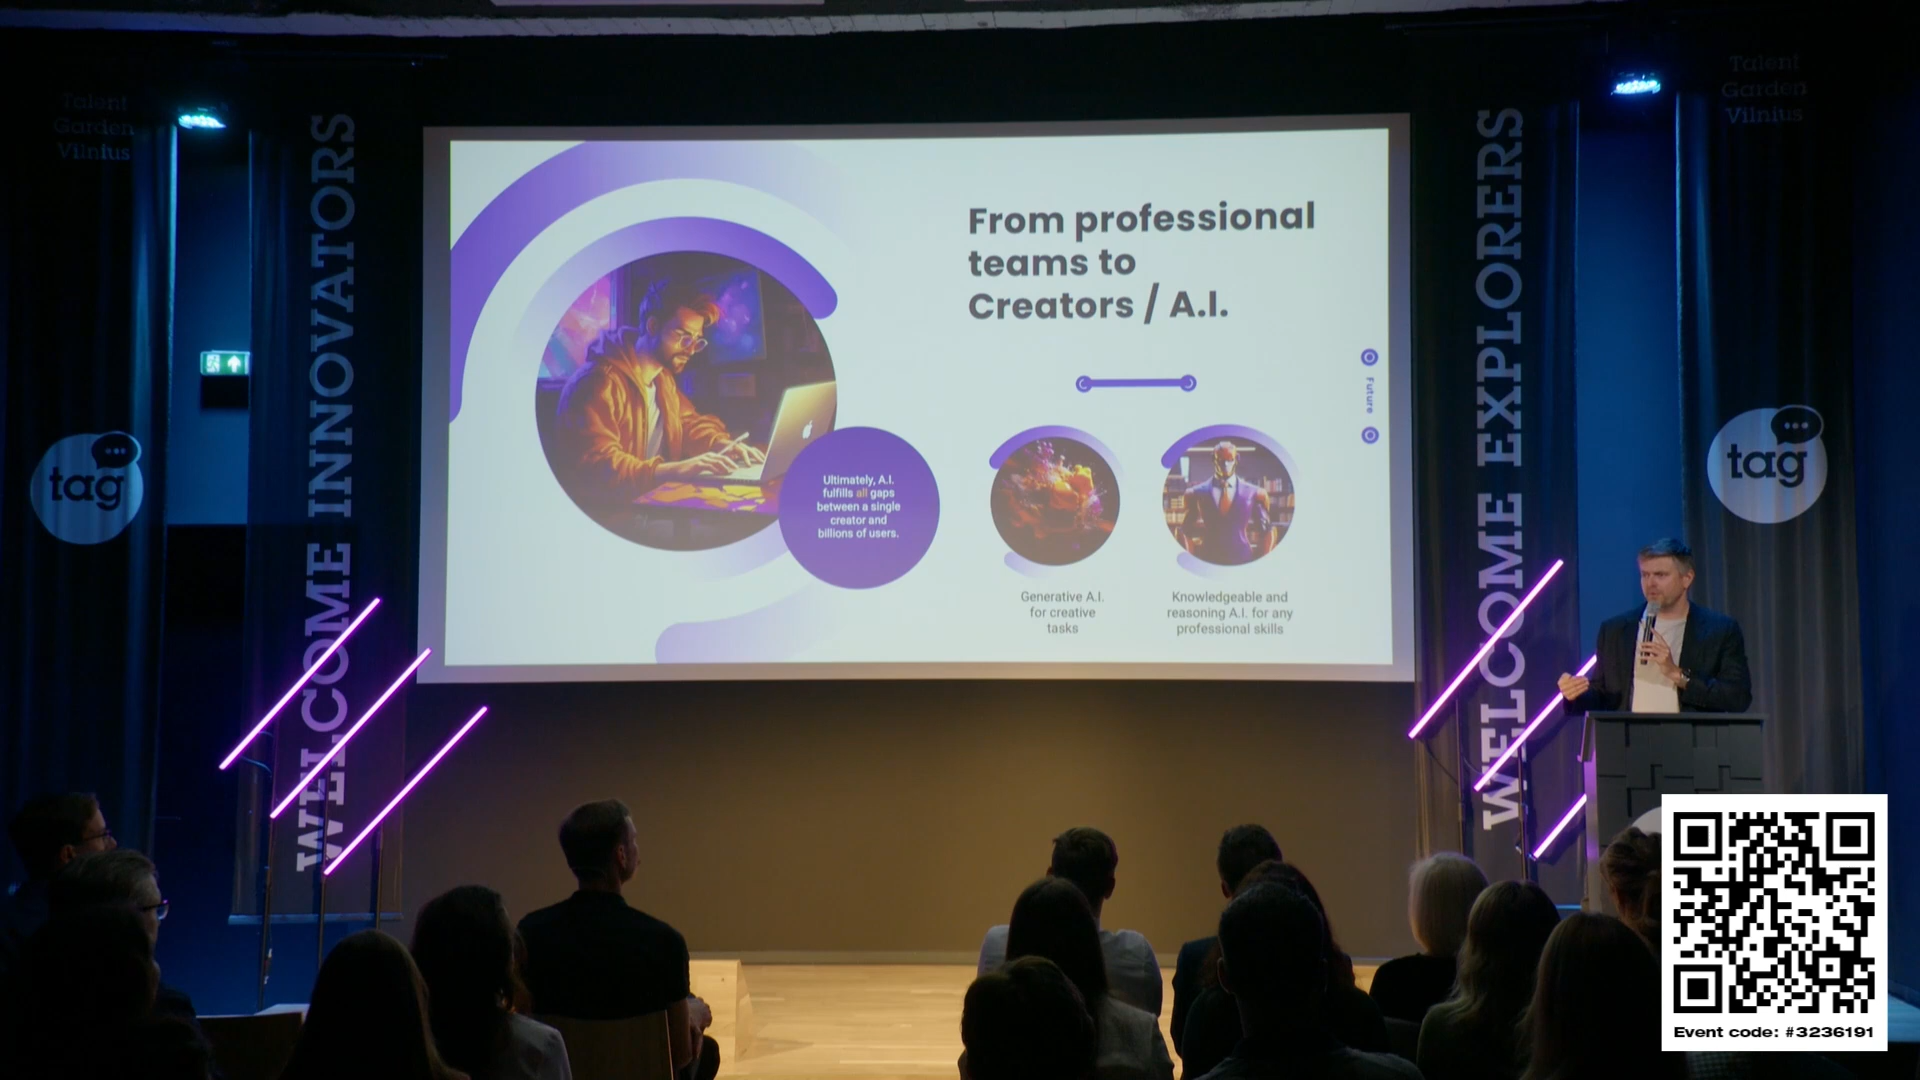 Talent
Garden
Vilnius
WELCOME INNOVATORS
tag
From professional
teams to
Creators / A.I.
Future
Ultimately, A.I.
fulfills all gaps
between a single
creator and
billions of users.
Generative A.I.
for creative
tasks
Knowledgeable and
reasoning A.I. for any
professional skills
WELCOME EXPLORERS
Talent
Garden
Vilnius
tag
Event code: #3236191